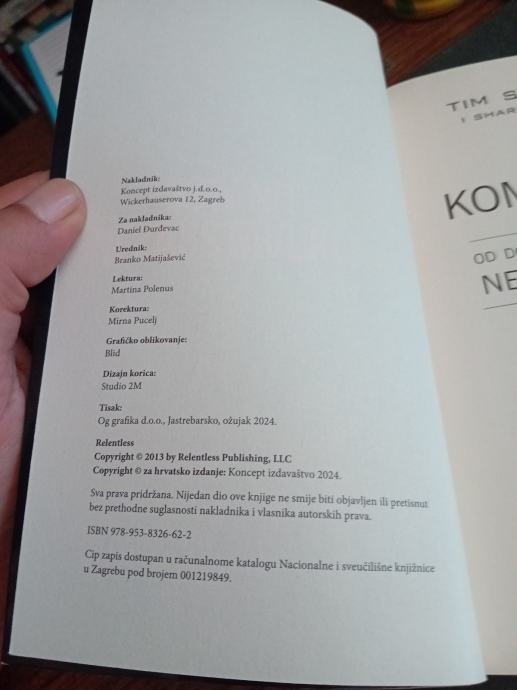 Nakladnik:
Koncept izdavaštvo j.d.o.o.,
Wickerhauserova 12, Zagreb
Za nakladnika:
Daniel Đurđevac
Urednik:
Branko Matijašević
Lektura:
Martina Polenus
Korektura:
Mirna Pucelj
Grafičko oblikovanje:
Blid
Dizajn korica:
Studio 2M
Tisak:
Og grafika d.o.o., Jastrebarsko, ožujak 2024.
Relentless
Copyright © 2013 by Relentless Publishing, LLC
Copyright © za hrvatsko izdanje: Koncept izdavaštvo 2024.
Sva prava pridržana. Nijedan dio ove knjige ne smije biti objavljen ili pretisnut
bez prethodne suglasnosti nakladnika i vlasnika autorskih prava.
ISBN 978-953-8326-62-2
Cip zapis dostupan u računalnome katalogu Nacionalne i sveučilišne knjižnice
u Zagrebu pod brojem 001219849.
TIM S
I SHAR
KOM
OD D
NE